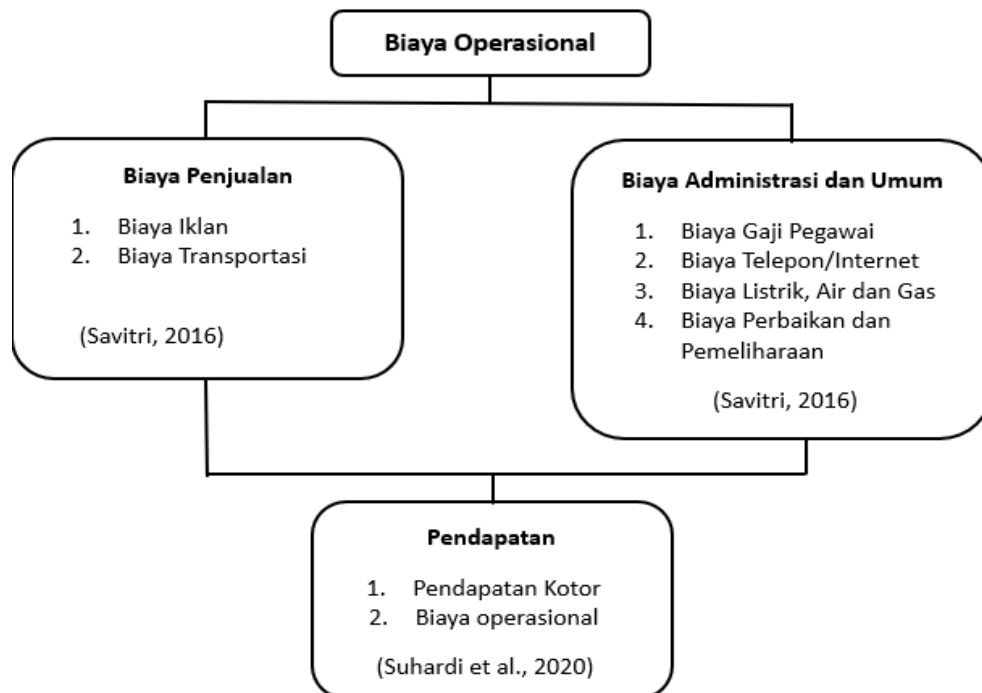 Biaya Operasional
Biaya Penjualan
1. Biaya Iklan
2. Biaya Transportasi
(Savitri, 2016)
Biaya Administrasi dan Umum
1. Biaya Gaji Pegawai
2. Biaya Telepon/Internet
3. Biaya Listrik, Air dan Gas
4. Biaya Perbaikan dan
Pemeliharaan
(Savitri, 2016)
Pendapatan
1. Pendapatan Kotor
2. Biaya operasional
(Suhardi et al., 2020)